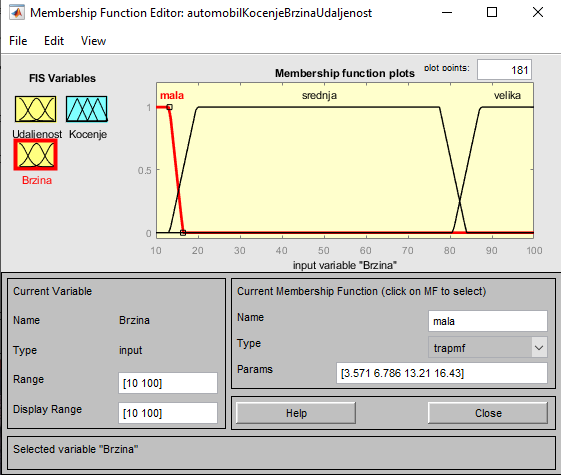 Membership Function Editor: automobilKocenjeBrzinaUdaljenost
File Edit View
FIS Variables
Udaljenost Kocenje
Brzina
Membership function plots
plot points: 181
mala srednja velika
1
0.5
0
10 20 30 40 50 60 70 80 90 100
input variable "Brzina"
Current Variable
Name Brzina
Type input
Range [10 100]
Display Range [10 100]
Current Membership Function (click on MF to select)
Name mala
Type trapmf
Params [3.571 6.786 13.21 16.43]
Help Close
Selected variable "Brzina"